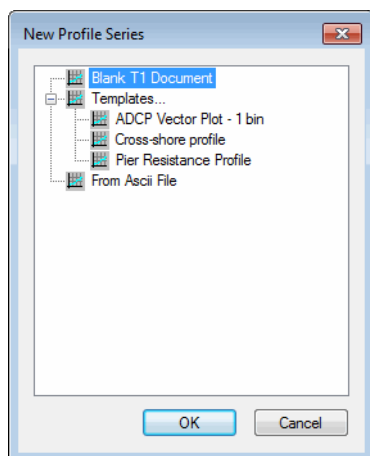 New Profile Series
Blank T1 Document
Templates...
ADCP Vector Plot - 1 bin
Cross-shore profile
Pier Resistance Profile
From Ascii File
OK Cancel